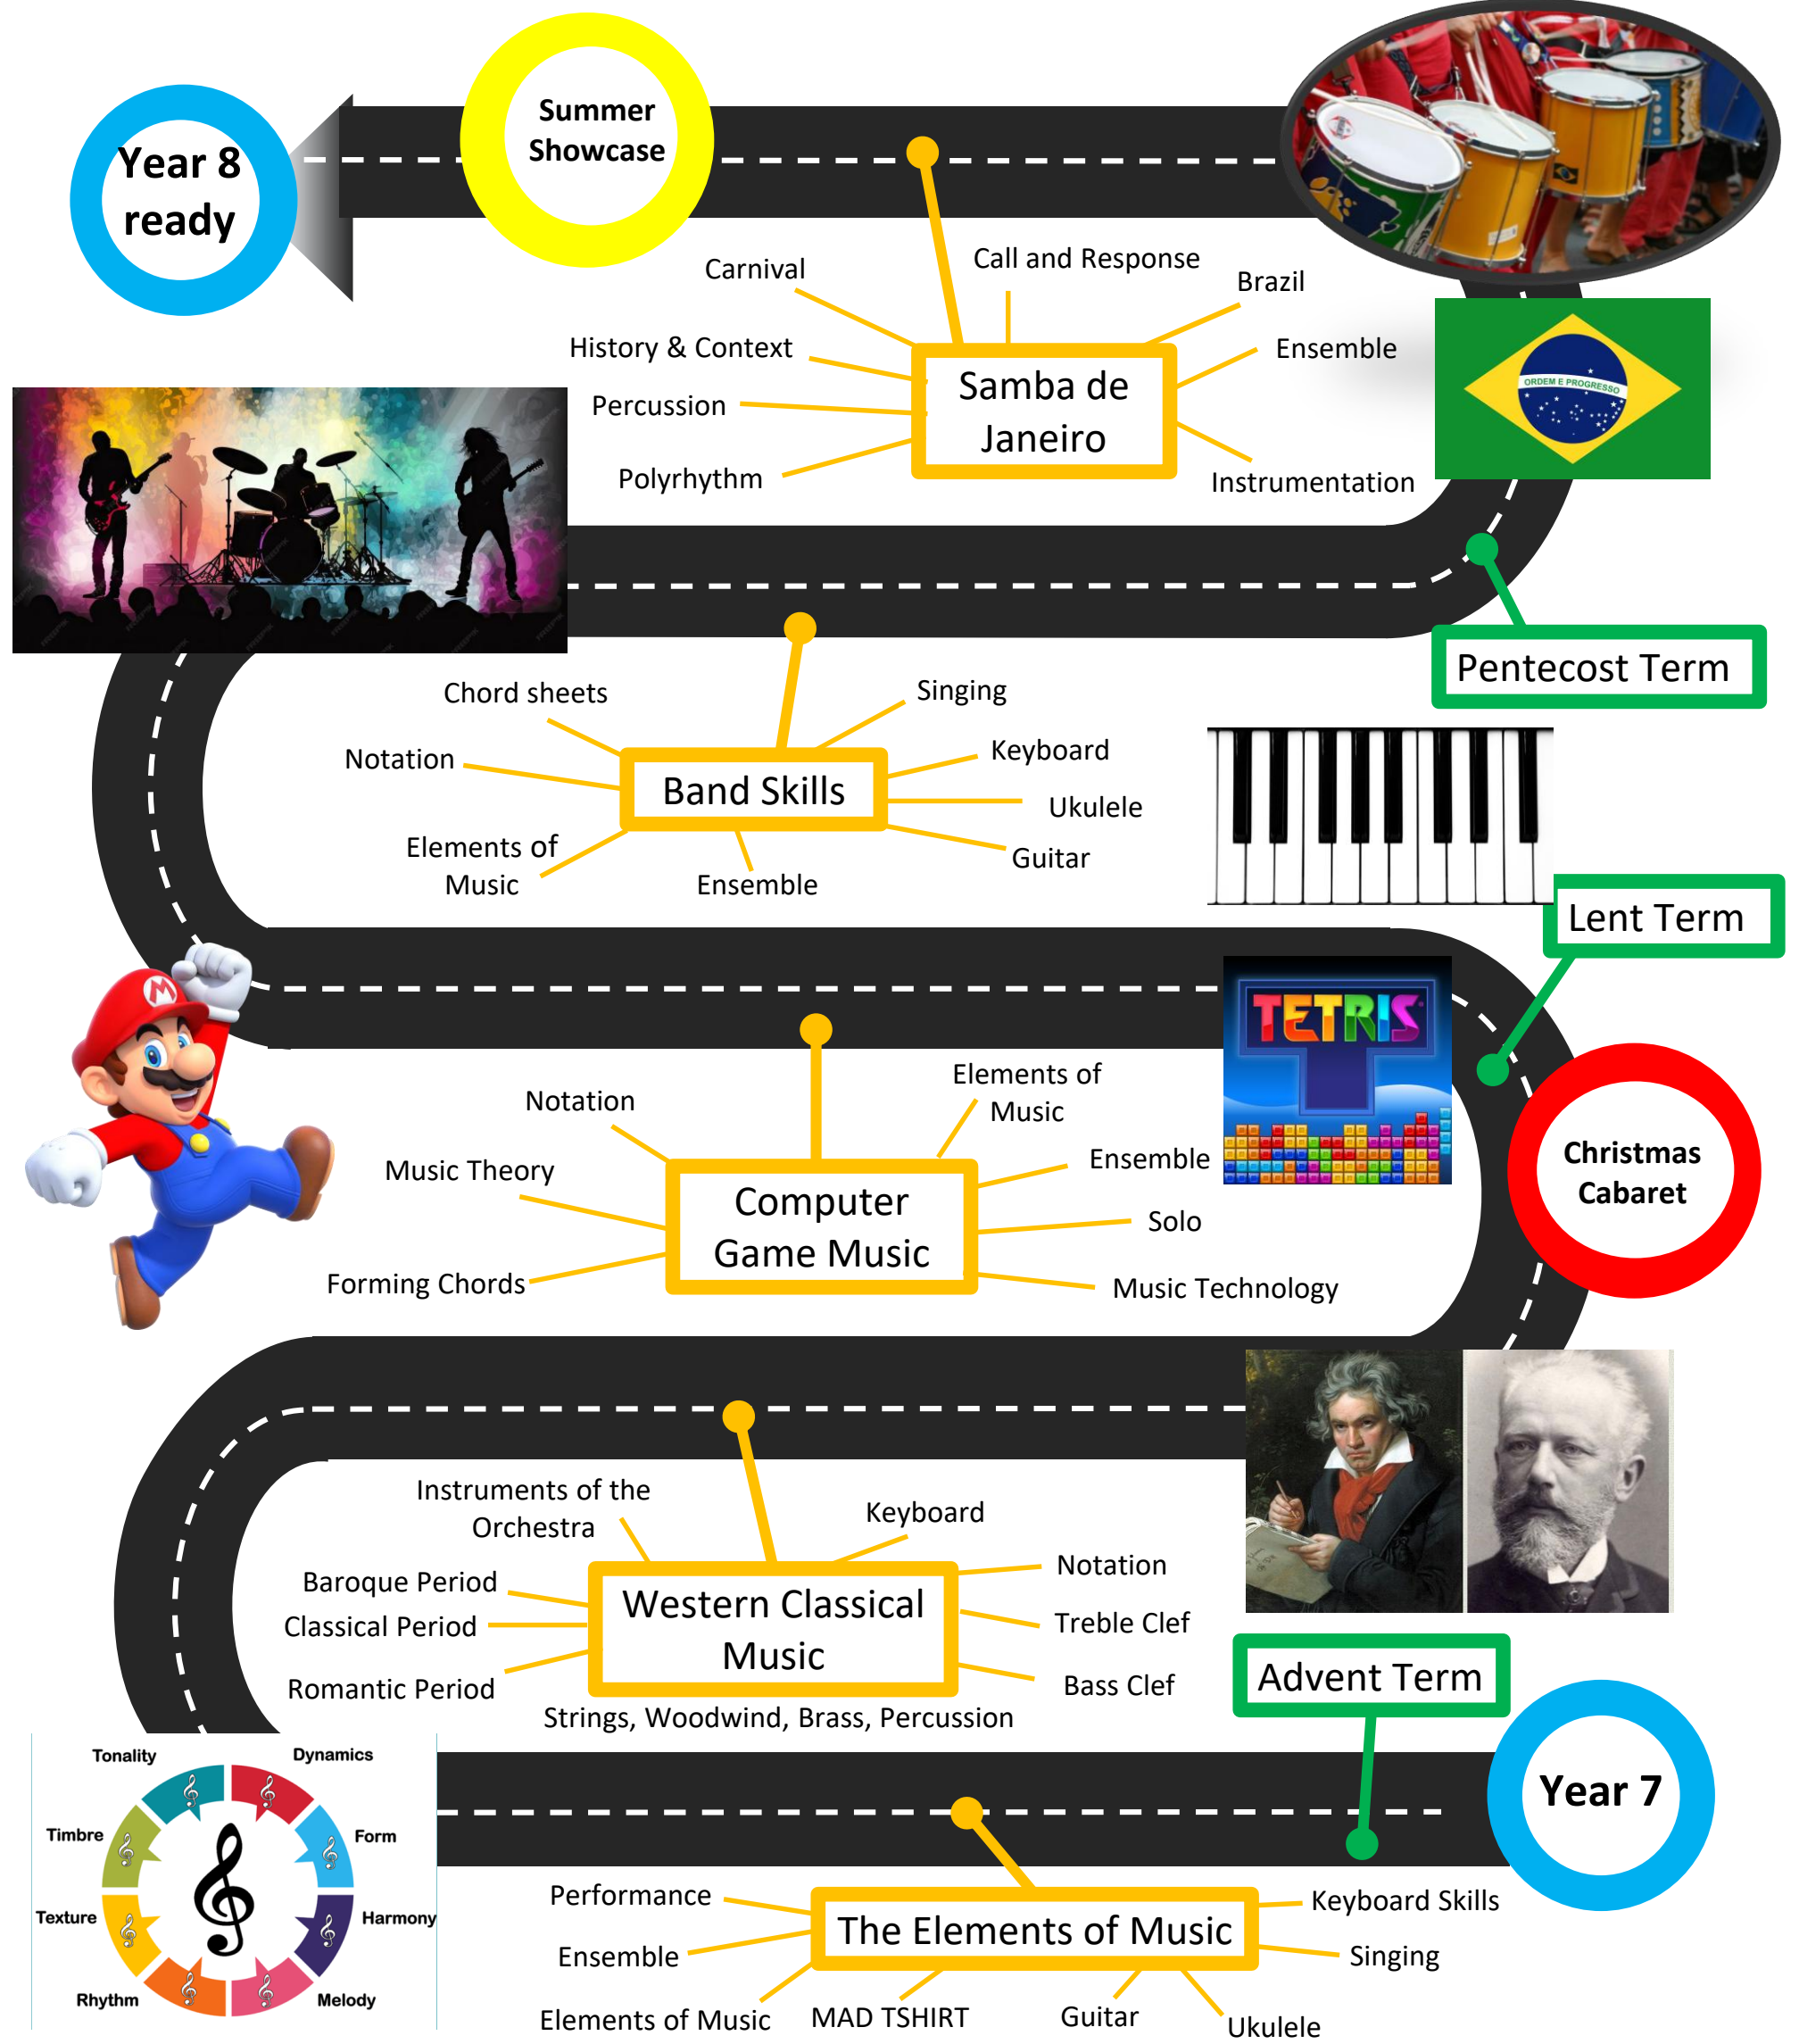 Summer
Showcase
Year 8
ready
Carnival
Call and Response
Brazil
History & Context
Ensemble
Percussion
Samba de
Janeiro
Polyrhythm
Instrumentation
ORDEM E PROGRESSO
Pentecost Term
Chord sheets
Singing
Notation
Keyboard
Band Skills
Ukulele
Elements of
Music
Guitar
Ensemble
Lent Term
M
TETRIS
Notation
Elements of
Music
Music Theory
Ensemble
Computer
Game Music
Solo
Forming Chords
Music Technology
Christmas
Cabaret
Instruments of the
Orchestra
Keyboard
Baroque Period
Notation
Classical Period
Western Classical
Music
Treble Clef
Romantic Period
Bass Clef
Strings, Woodwind, Brass, Percussion
Advent Term
Year 7
Tonality
Dynamics
Timbre
Form
Texture
Harmony
Rhythm
Melody
Performance
Keyboard Skills
The Elements of Music
Ensemble
Singing
Elements of Music
MAD TSHIRT
Guitar
Ukulele